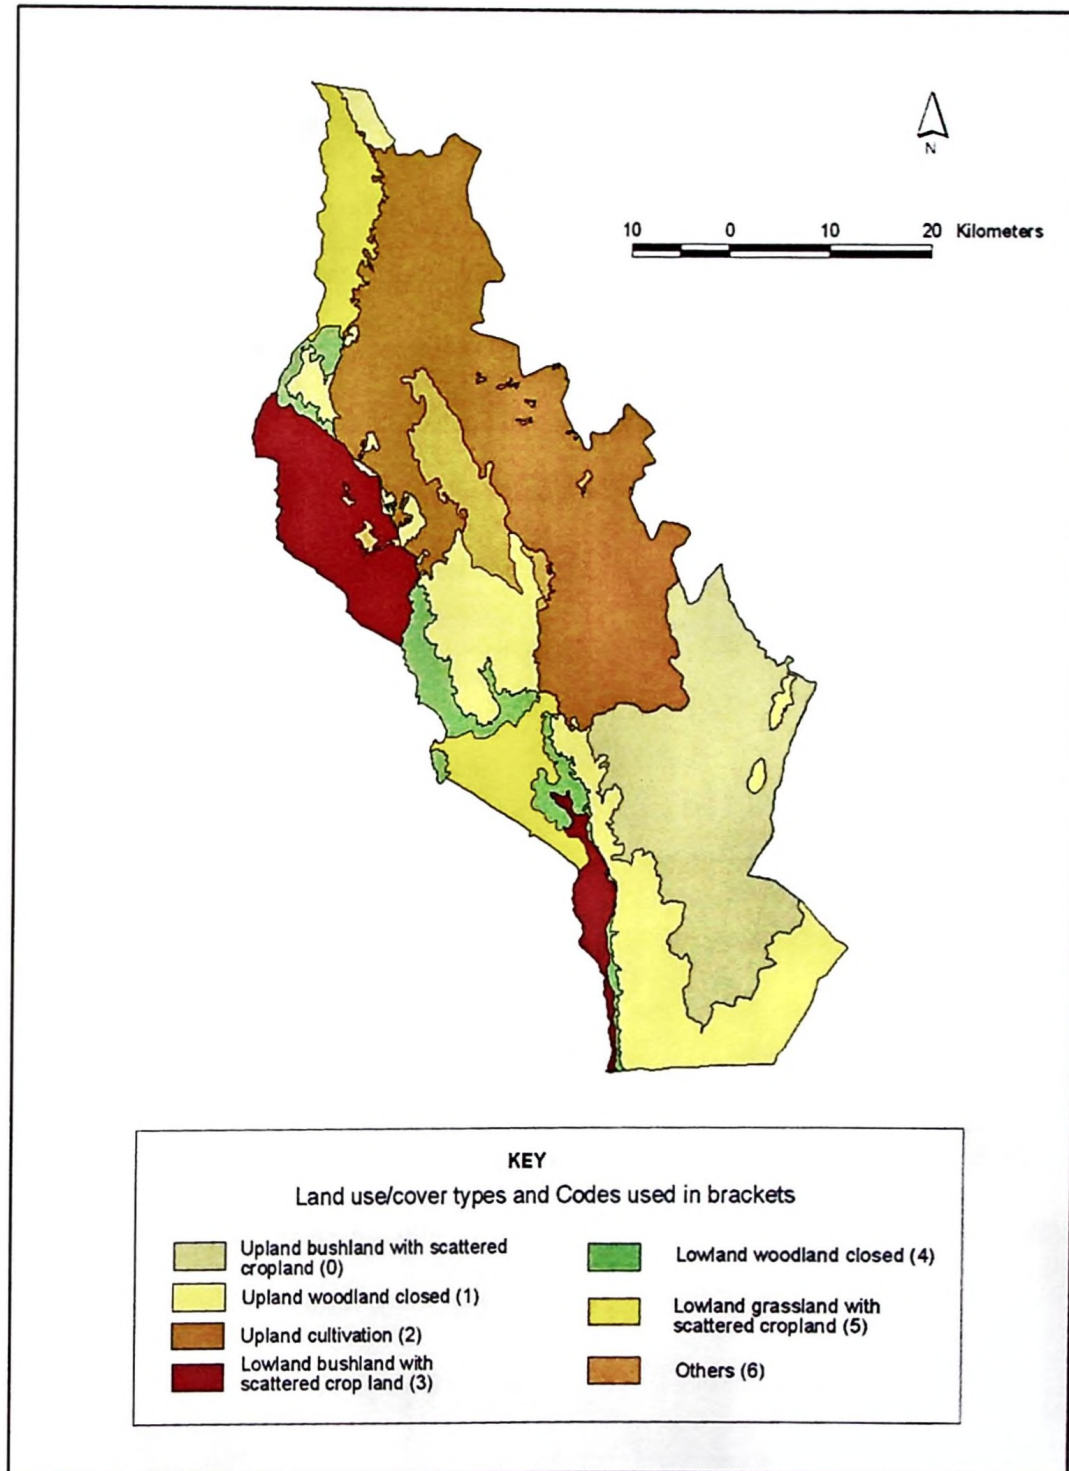 N
10 0 10 20 Kilometers
KEY
Land use/cover types and Codes used in brackets
Upland bushland with scattered
cropland (0)
Upland woodland closed (1)
Upland cultivation (2)
Lowland bushland with
scattered crop land (3)
Lowland woodland closed (4)
Lowland grassland with
scattered cropland (5)
Others (6)